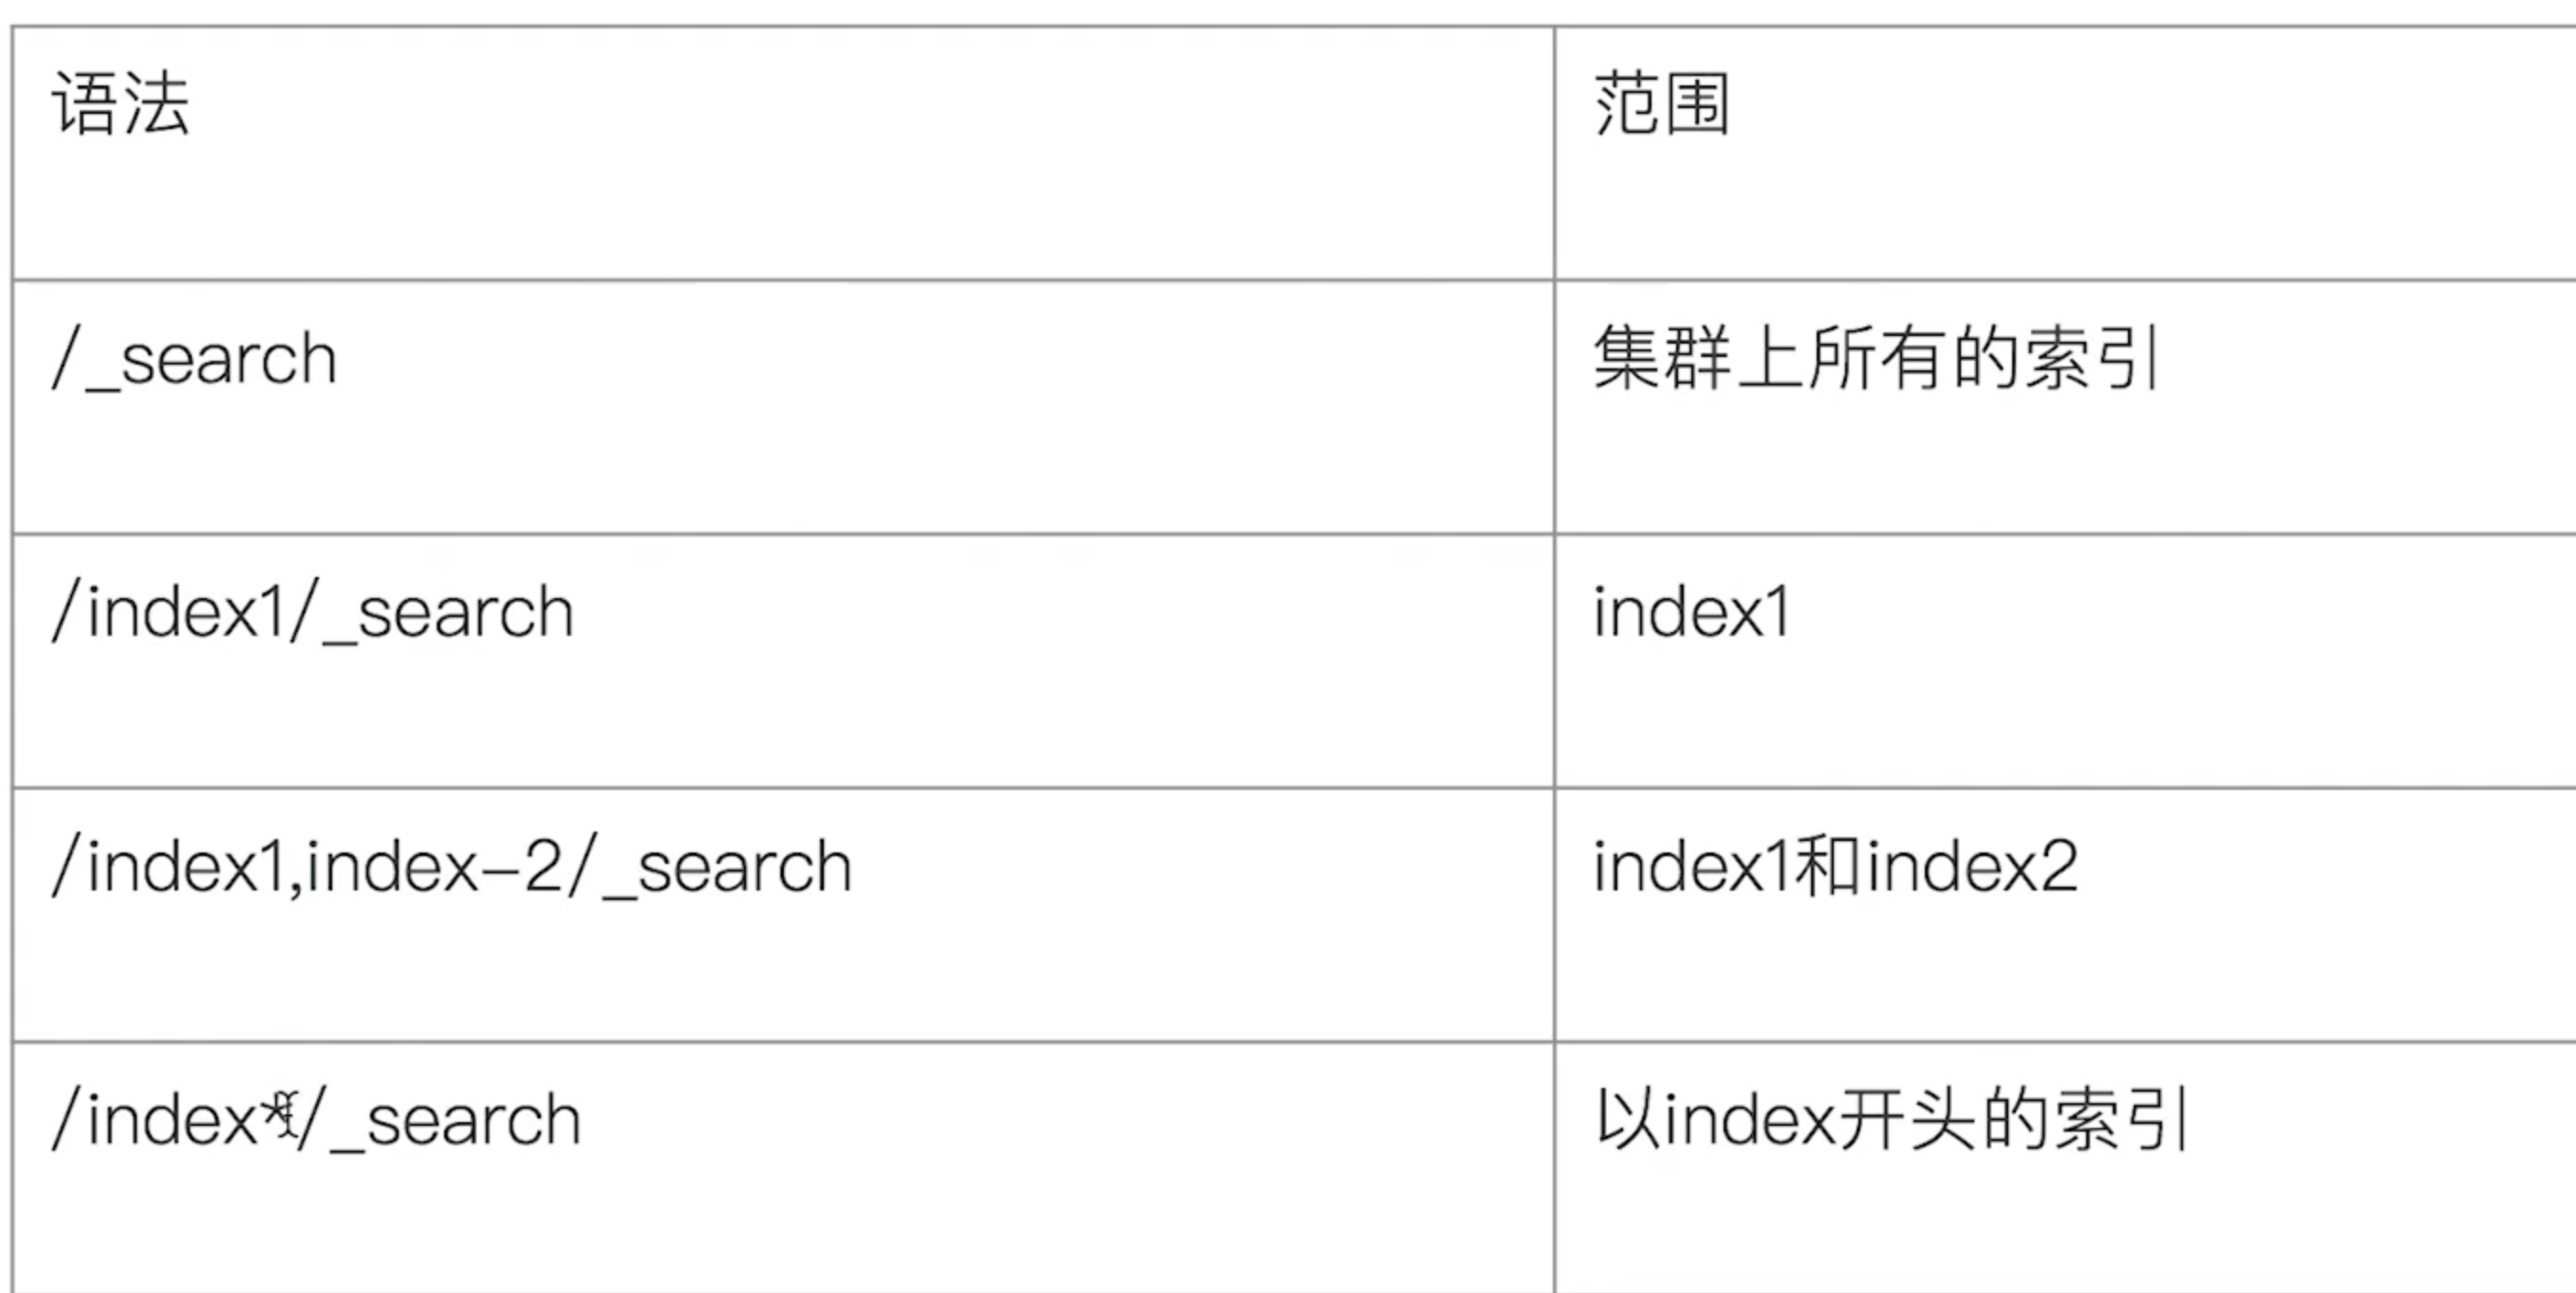 语法 范围
/_search 集群上所有的索引
/index1/_search index1
/index1,index-2/_search index1和index2
/index*/_search 以index开头的索引